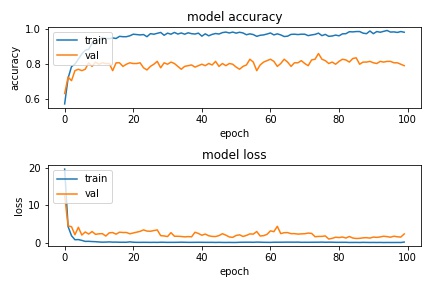 model accuracy
1.0
0.8
0.6
accuracy
train
val
0 20 40 60 80 100
epoch
model loss
20
10
0
loss
train
val
0 20 40 60 80 100
epoch